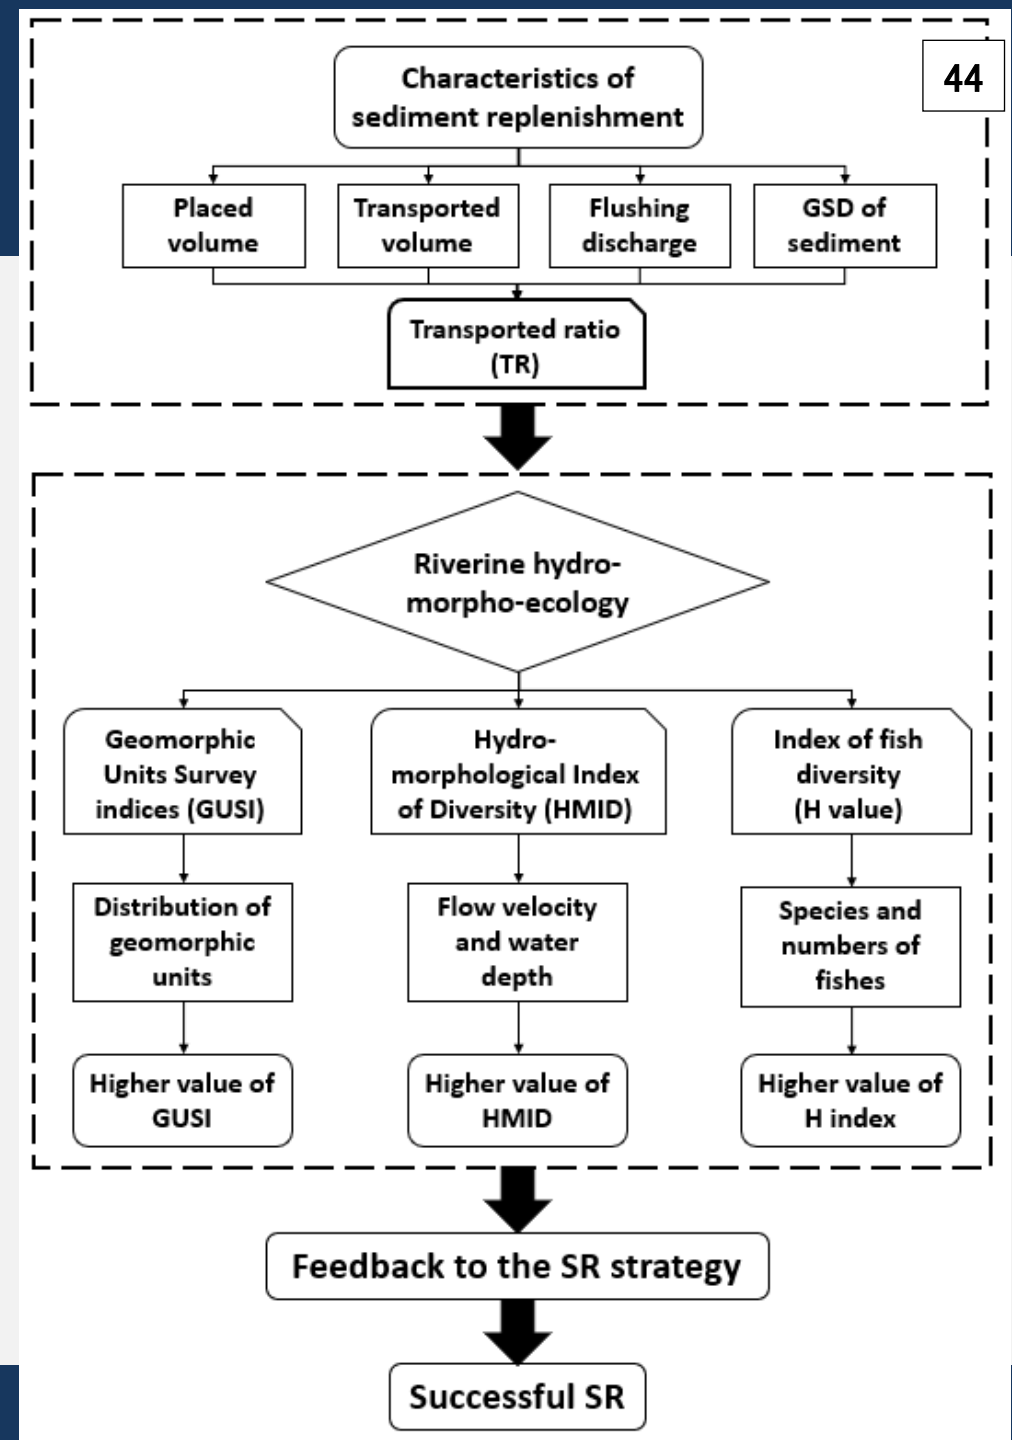 44
Characteristics of
sediment replenishment
Placed
volume
Transported
volume
Flushing
discharge
GSD of
sediment
Transported ratio
(TR)
Riverine hydro-
morpho-ecology
Geomorphic
Units Survey
indices (GUSI)
Hydro-
morphological Index
of Diversity (HMID)
Index of fish
diversity
(H value)
Distribution of
geomorphic
units
Flow velocity
and water
depth
Species and
numbers of
fishes
Higher value of
GUSI
Higher value of
HMID
Higher value of
H index
Feedback to the SR strategy
Successful SR